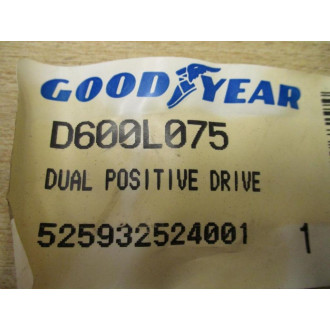 GOODYEAR
D600L075
DUAL POSITIVE DRIVE
525932524001 1